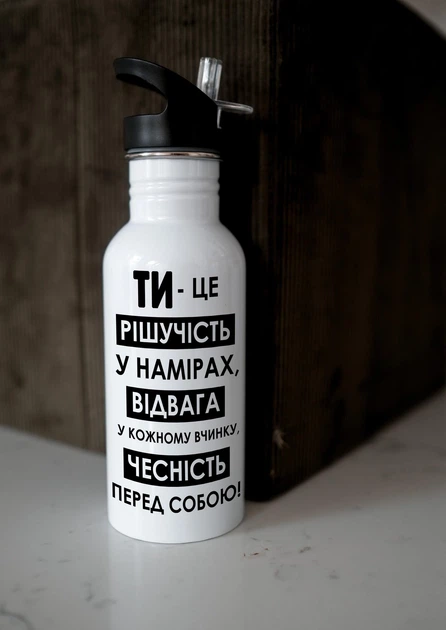 ТИ - ЦЕ
РІШУЧІСТЬ
У НАМІРАХ,
ВІДВАГА
У КОЖНОМУ ВЧИНКУ,
ЧЕСНІСТЬ
ПЕРЕД СОБОЮ!